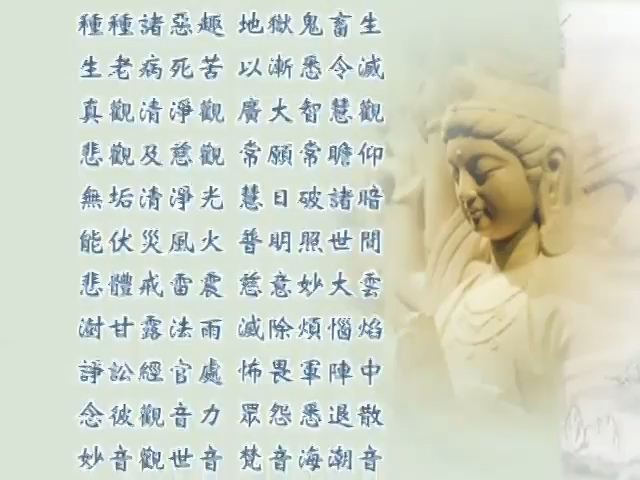 種種諸惡趣 地獄鬼畜生
生老病死苦 以漸悉令滅
真觀清淨觀 廣大智慧觀
悲觀及慈觀 常願常瞻仰
無垢清淨光 慧日破諸暗
能伏災風火 普明照世間
悲體戒雷震 慈意妙大雲
澍甘露法雨 滅除煩惱焰
諍訟經官處 怖畏軍陣中
念彼觀音力 眾怨悉退散
妙音觀世音 梵音海潮音